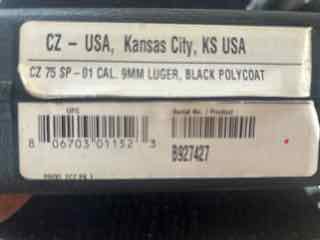 CZ - USA, Kansas City, KS USA
CZ 75 SP-01 CAL. 9MM LUGER, BLACK POLYCOAT
UPC
Serial No. / Product
8 06703 01152 3
B927427